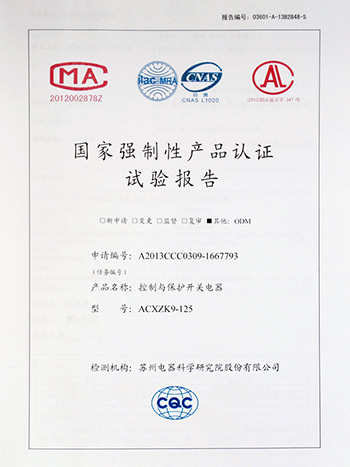 报告编号：03601-A-13B2848-S
CMA
ilac-MRA
CNAS
AL
检测
2012002878Z
CNAS L1020
国家强制性产品认证
试验报告
□新申请 □变更 □监督 □复审 ■其他：ODM
申请编号：A2013CCC0309-1667793
（任务编号）
产品名称：控制与保护开关电器
型 号：ACXZK9-125
检测机构：苏州电器科学研究院股份有限公司
CQC